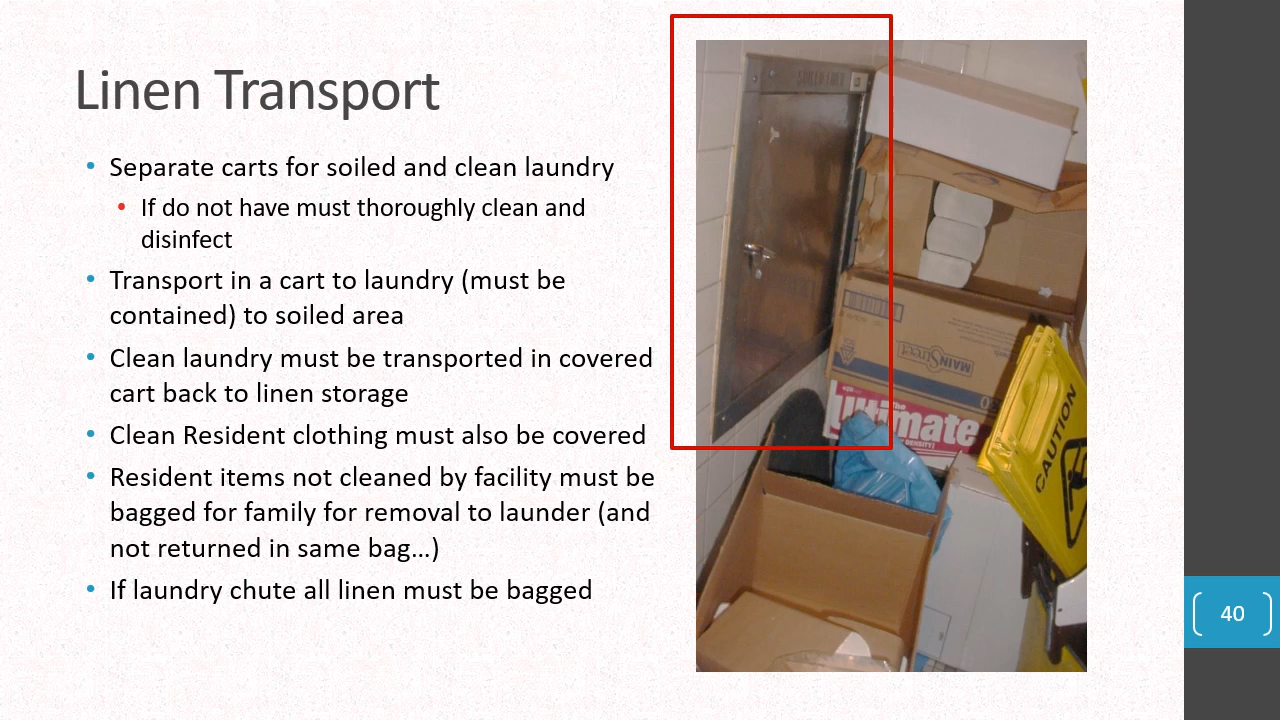 Linen Transport
Separate carts for soiled and clean laundry
If do not have must thoroughly clean and
disinfect
Transport in a cart to laundry (must be
contained) to soiled area
Clean laundry must be transported in covered
cart back to linen storage
Clean Resident clothing must also be covered
Resident items not cleaned by facility must be
bagged for family for removal to launder (and
not returned in same bag…)
If laundry chute all linen must be bagged
SOILED LINEN
MAINStreet
The
Ultimate
DENSITY)
CAUTION
40